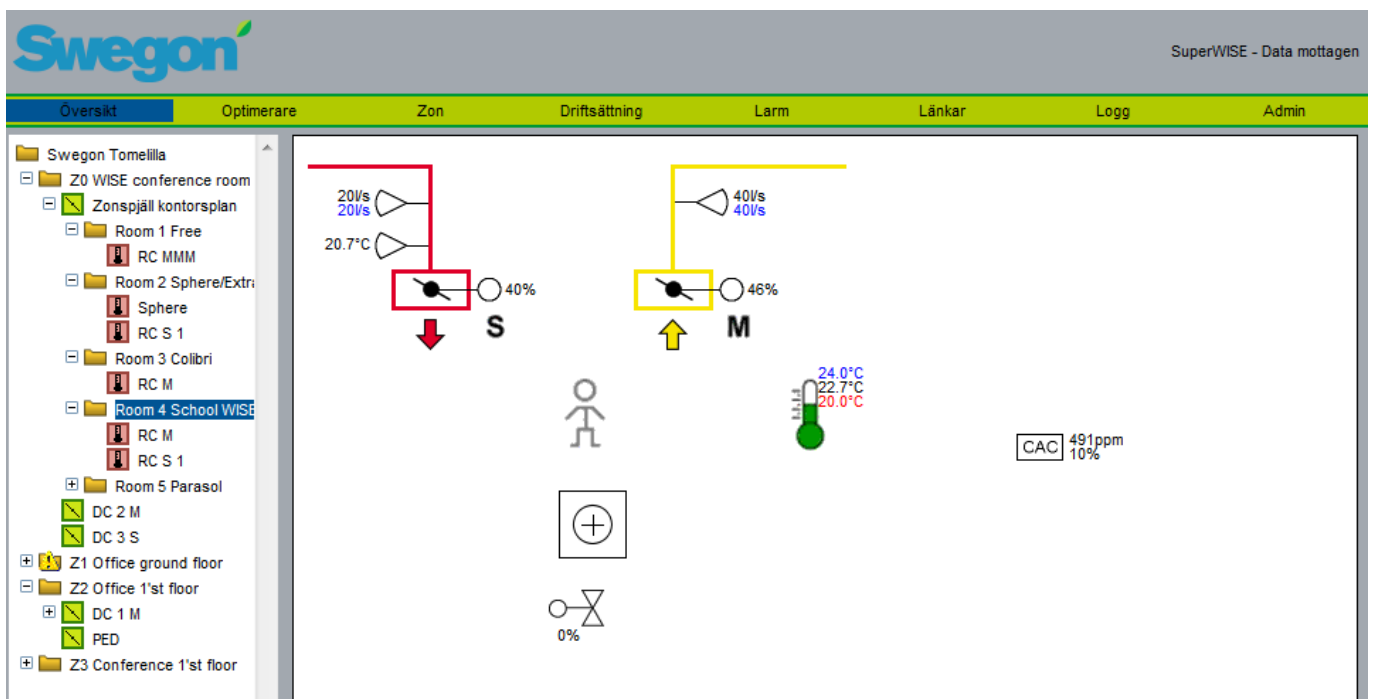 Swegon
SuperWISE - Data mottagen
Översikt Optimerare Zon Driftsättning Larm Länkar Logg Admin
Swegon Tomelilla
Z0 WISE conference room
Zonspjäll kontorsplan
Room 1 Free
RC MMM
Room 2 Sphere/Extr
Sphere
RC S 1
Room 3 Colibri
RC M
Room 4 School WISE
RC M
RC S 1
Room 5 Parasol
DC 2 M
DC 3 S
Z1 Office ground floor
Z2 Office 1'st floor
DC 1 M
PED
Z3 Conference 1'st floor
20l/s
20l/s
20.7°C
40%
S
40l/s
40l/s
46%
M
24.0°C
22.7°C
20.0°C
CAC 491ppm
10%
0%